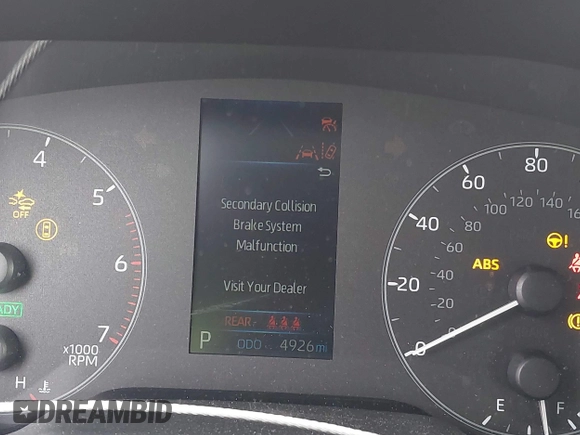 4
5
6
7
x1000
RPM
H
OFF
READY
Secondary Collision
Brake System
Malfunction
Visit Your Dealer
REAR
P ODO 4926 mi
ABS
0
20
40
60
80
0
20
40
60
80
100
120
140
E
F
DREAMBID